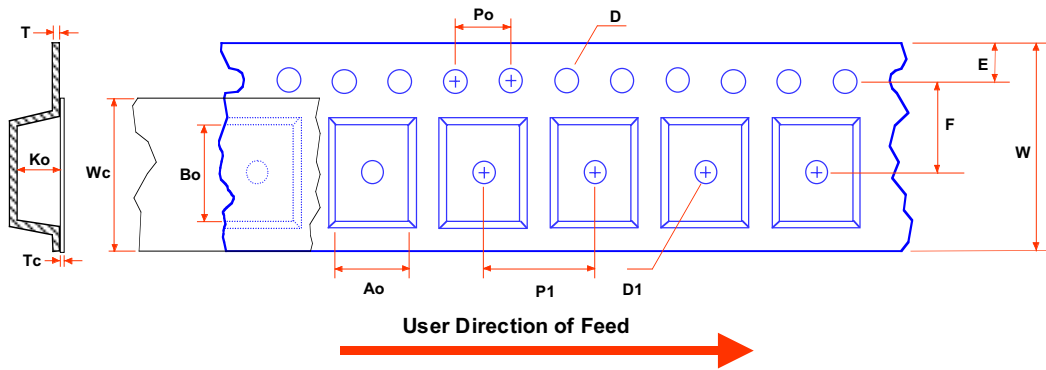 T
Po
D
E
F
W
Ko
Wc
Bo
Tc
Ao
P1
D1
User Direction of Feed